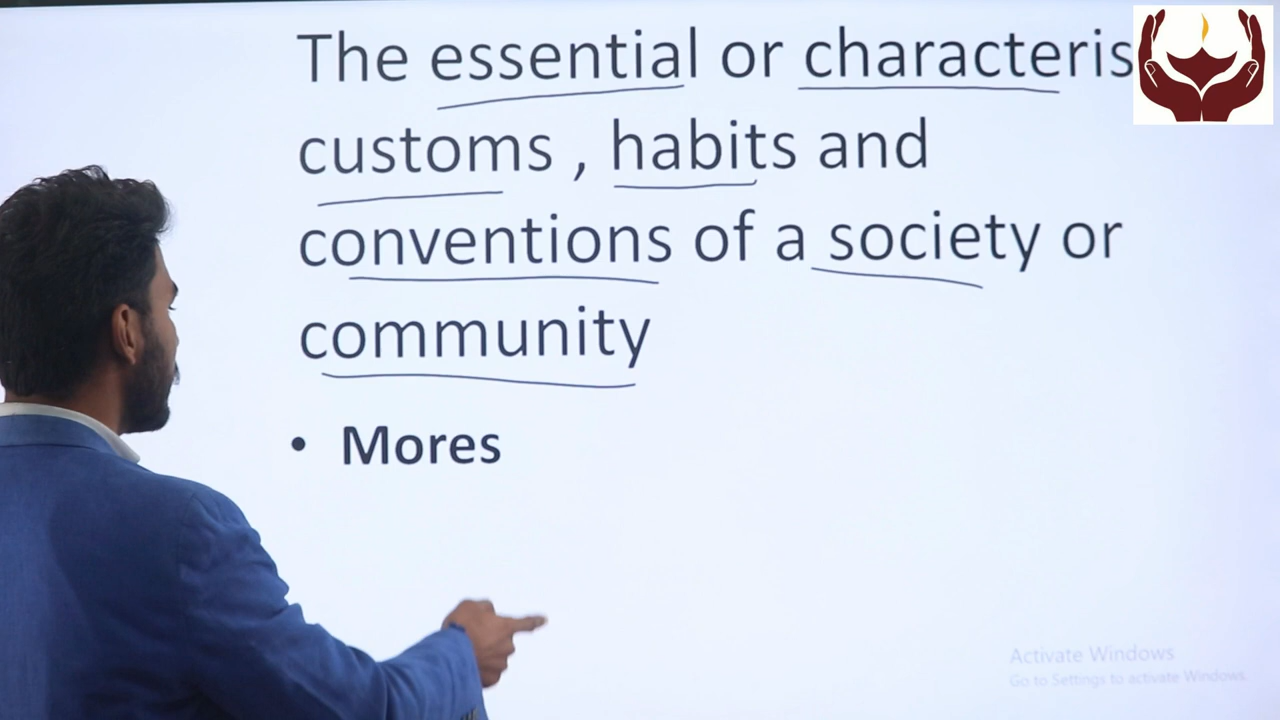 The essential or characteris
customs , habits and
conventions of a society or
community
• Mores
Activate Windows
Go to Settings to activate Windows.